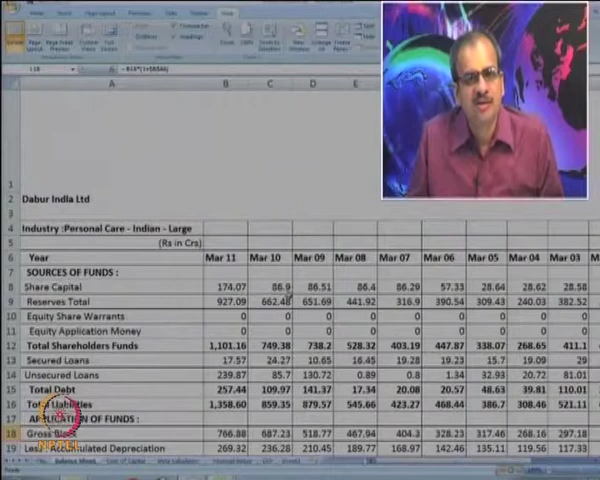 Dabur India Ltd
Industry :Personal Care - Indian - Large
(Rs in Crs)
Year Mar 11 Mar 10 Mar 09 Mar 08 Mar 07 Mar 06 Mar 05 Mar 04 Mar 03
SOURCES OF FUNDS :
Share Capital 174.07 86.9 86.51 86.4 86.29 57.33 28.64 28.62 28.58
Reserves Total 927.09 662.48 651.69 441.92 316.9 390.54 309.43 240.03 382.52
Equity Share Warrants 0 0 0 0 0 0 0 0 0
Equity Application Money 0 0 0 0 0 0 0 0 0
Total Shareholders Funds 1,101.16 749.38 738.2 528.32 403.19 447.87 338.07 268.65 411.1
Secured Loans 17.57 24.27 10.65 16.45 19.28 19.23 15.7 19.09 29
Unsecured Loans 239.87 85.7 130.72 0.89 0.8 1.34 32.93 20.72 81.01
Total Debt 257.44 109.97 141.37 17.34 20.08 20.57 48.63 39.81 110.01
Total Liabilities 1,358.60 859.35 879.57 545.66 423.27 468.44 386.7 308.46 521.11
APPLICATION OF FUNDS :
Gross Block 766.88 687.23 518.77 467.94 404.3 328.23 317.46 268.16 297.18
Less : Accumulated Depreciation 269.32 236.28 210.45 189.77 168.97 142.46 135.11 119.56 117.33
NPTEL
Balance Sheet Cost of Capital